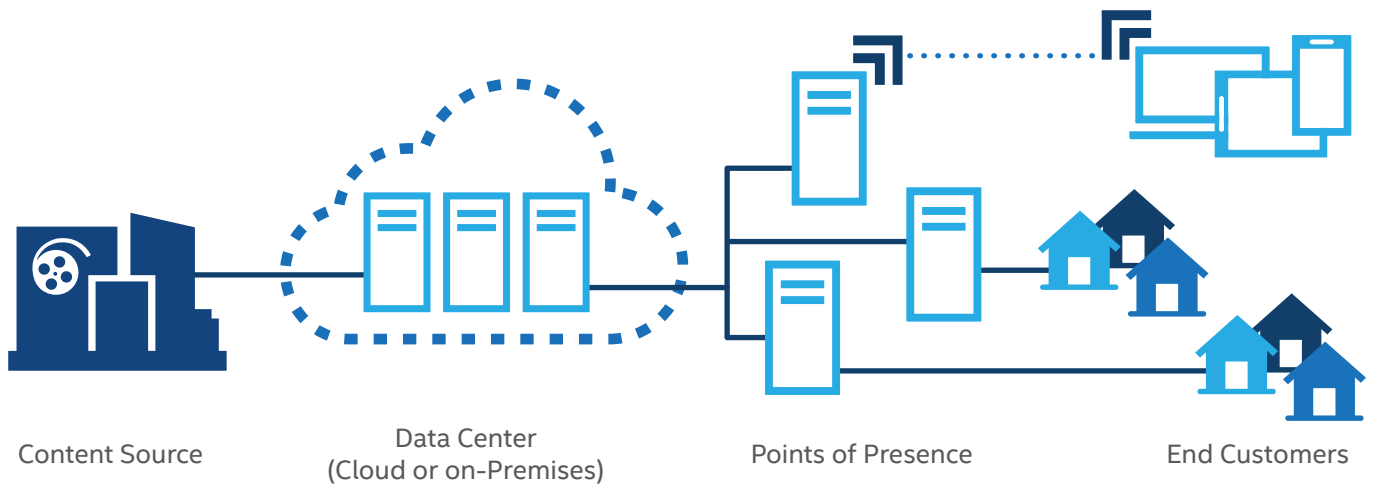 Content Source
Data Center
(Cloud or on-Premises)
Points of Presence
End Customers